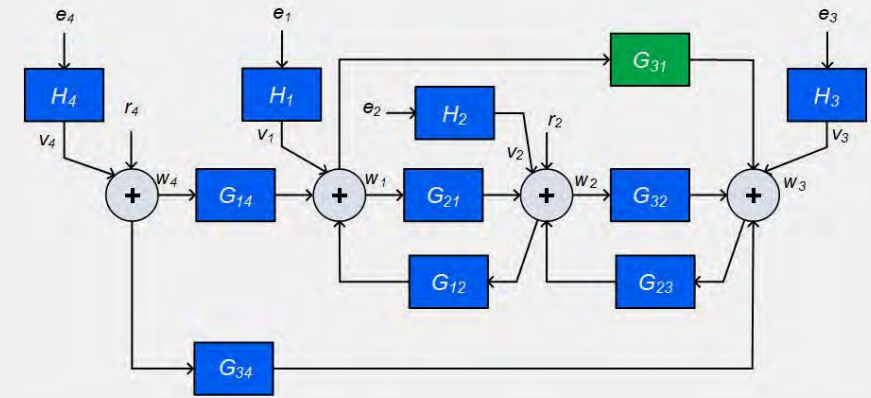 e4
e1
e3
G31
H4
H1
H3
e2
H2
r4
r2
v4
v1
v2
v3
w4
G14
+
+
w1
G21
+
w2
G32
+
w3
G12
G23
G34